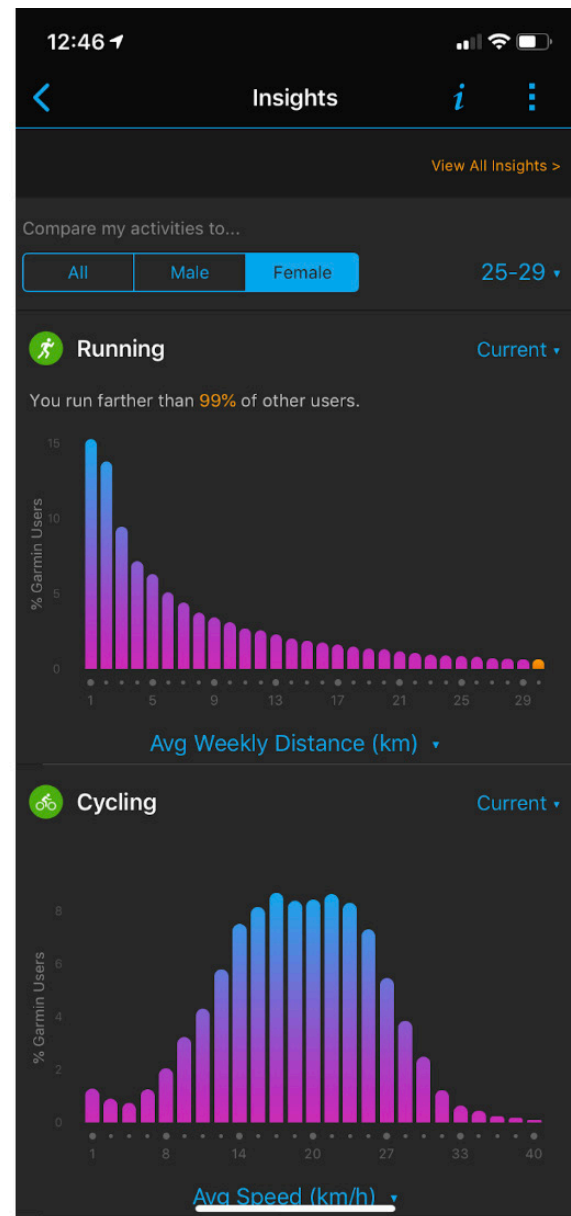 12:46
Insights
i
View All Insights >
Compare my activities to...
All Male Female 25-29
Running Current
You run farther than 99% of other users.
15
10
5
0
% Garmin Users
1 5 9 13 17 21 25 29
Avg Weekly Distance (km)
Cycling Current
8
6
4
2
0
% Garmin Users
1 8 14 20 27 33 40
Avg Speed (km/h)